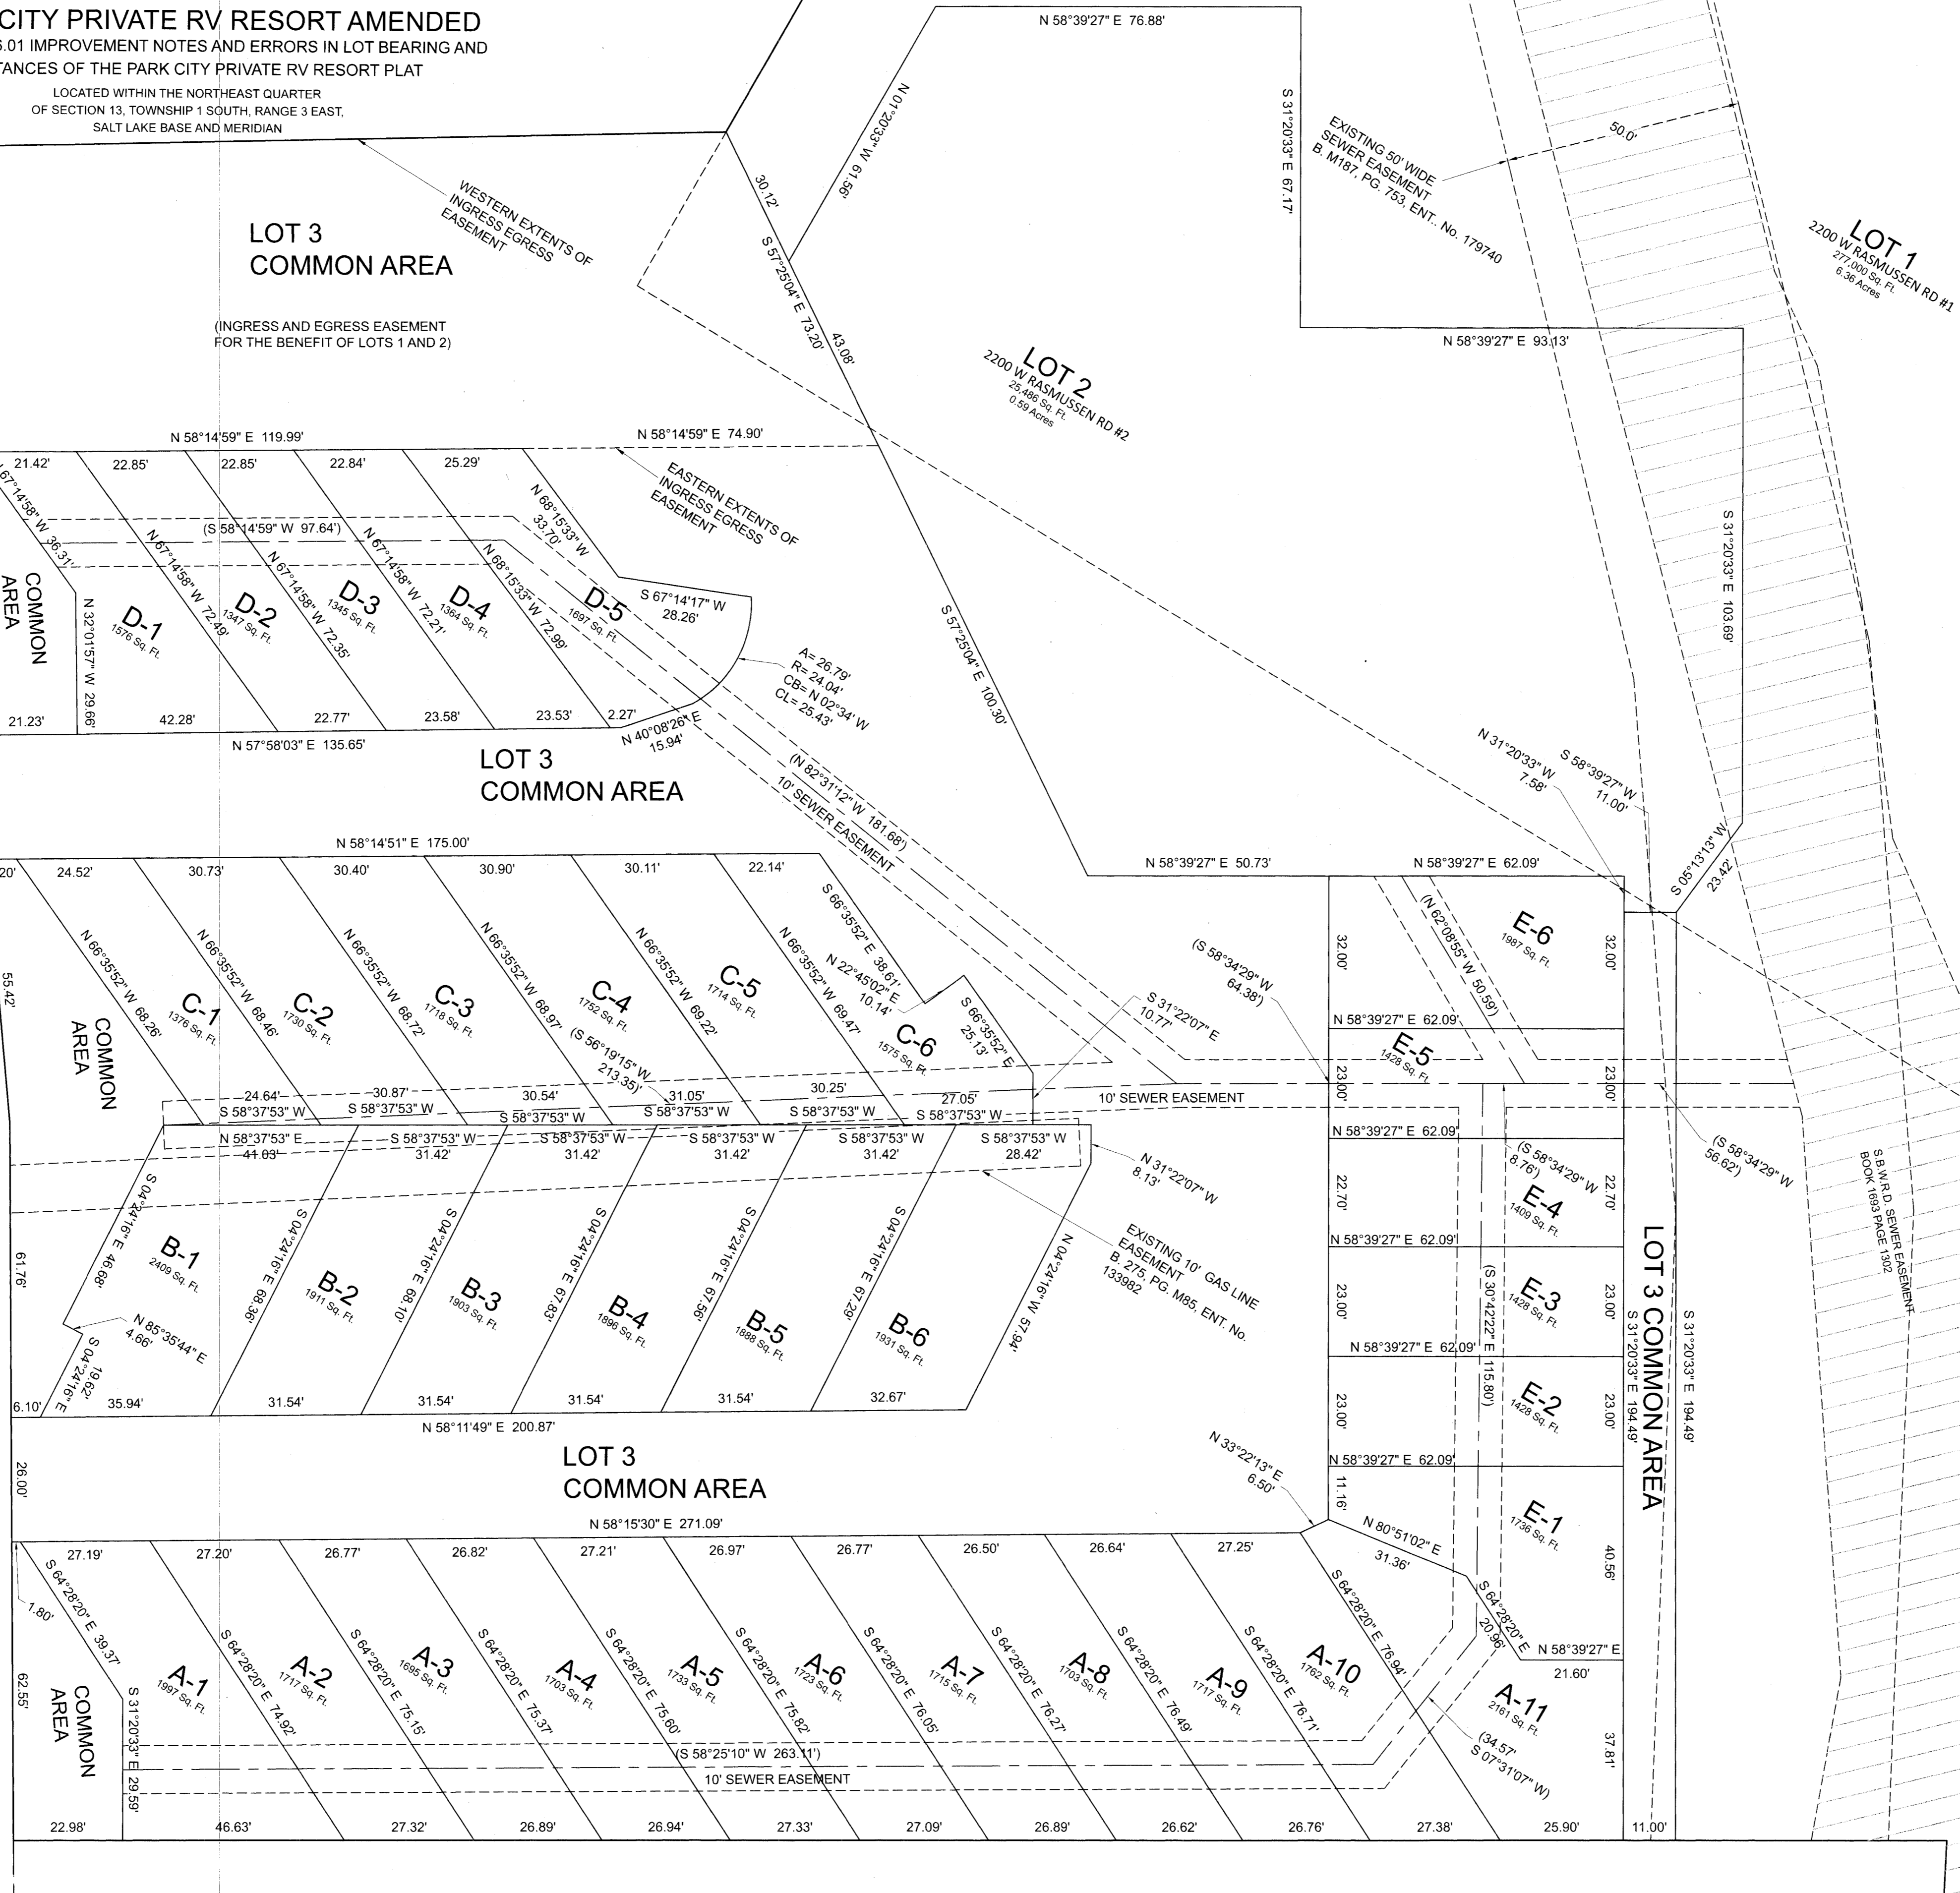 CITY PRIVATE RV RESORT AMENDED
6.01 IMPROVEMENT NOTES AND ERRORS IN LOT BEARING AND
TANCES OF THE PARK CITY PRIVATE RV RESORT PLAT
LOCATED WITHIN THE NORTHEAST QUARTER
OF SECTION 13, TOWNSHIP 1 SOUTH, RANGE 3 EAST,
SALT LAKE BASE AND MERIDIAN
N 58°39'27" E 76.88'
N 01°20'33" W 61.56'
S 31°20'33" E 67.17'
EXISTING 50' WIDE
SEWER EASEMENT
B. M187, PG. 753, ENT.. No. 179740
50.0'
LOT 1
2200 W RASMUSSEN RD #1
277,000 Sq. Ft.
6.36 Acres
WESTERN EXTENTS OF
INGRESS EGRESS
EASEMENT
LOT 3
COMMON AREA
(INGRESS AND EGRESS EASEMENT
FOR THE BENEFIT OF LOTS 1 AND 2)
30.12'
S 57°25'04" E 73.20'
43.08'
LOT 2
2200 W RASMUSSEN RD #2
25,486 Sq. Ft.
0.59 Acres
N 58°39'27" E 93.13'
S 31°20'33" E 103.69'
N 58°14'59" E 119.99'
N 58°14'59" E 74.90'
EASTERN EXTENTS OF
INGRESS EGRESS
EASEMENT
21.42'
22.85'
22.85'
22.84'
25.29'
67°14'58" W
36.31'
(S 58°14'59" W 97.64')
N 68°15'33" W
33.70'
COMMON
AREA
N 32°01'57" W 29.66'
D-1
1576 Sq. Ft.
N 67°14'58" W 72.49'
D-2
1347 Sq. Ft.
N 67°14'58" W 72.35'
D-3
1345 Sq. Ft.
N 67°14'58" W 72.21'
D-4
1364 Sq. Ft.
N 68°15'33" W 72.99'
D-5
1697 Sq. Ft.
S 67°14'17" W
28.26'
A= 26.79'
R= 24.04'
CB= N 02°34' W
CL= 25.43'
21.23'
42.28'
22.77'
23.58'
23.53'
2.27'
N 40°08'26" E
15.94'
N 57°58'03" E 135.65'
LOT 3
COMMON AREA
S 57°25'04" E 100.30'
(N 82°31'12" W 181.68')
10' SEWER EASEMENT
N 31°20'33" W
7.58'
S 58°39'27" W
11.00'
S 05°13'13" W
23.42'
N 58°14'51" E 175.00'
20'
24.52'
30.73'
30.40'
30.90'
30.11'
22.14'
N 58°39'27" E 50.73'
N 58°39'27" E 62.09'
55.42'
COMMON
AREA
N 66°35'52" W 68.26'
C-1
1376 Sq. Ft.
N 66°35'52" W 68.46'
C-2
1730 Sq. Ft.
N 66°35'52" W 68.72'
C-3
1718 Sq. Ft.
N 66°35'52" W 68.97'
C-4
1752 Sq. Ft.
N 66°35'52" W 69.22'
C-5
1714 Sq. Ft.
N 66°35'52" W 69.47'
C-6
1575 Sq. Ft.
S 66°35'52" E 38.61'
N 22°45'02" E
10.14'
S 66°35'52" E
25.13'
(S 56°19'15" W
213.35')
S 31°22'07" E
10.77'
(S 58°34'29" W
64.38')
24.64'
30.87'
30.54'
31.05'
30.25'
27.05'
S 58°37'53" W
S 58°37'53" W
S 58°37'53" W
S 58°37'53" W
S 58°37'53" W
S 58°37'53" W
10' SEWER EASEMENT
32.00'
(N 62°08'55" W 50.59')
E-6
1987 Sq. Ft.
32.00'
N 58°39'27" E 62.09'
23.00'
E-5
1428 Sq. Ft.
23.00'
N 58°39'27" E 62.09'
(S 58°34'29" W
8.76')
(S 58°34'29" W
56.62')
22.70'
E-4
1409 Sq. Ft.
22.70'
N 58°39'27" E 62.09'
23.00'
(S 30°42'22" E 115.80')
E-3
1428 Sq. Ft.
23.00'
N 58°39'27" E 62.09'
23.00'
E-2
1428 Sq. Ft.
23.00'
N 58°39'27" E 62.09'
11.16'
E-1
1736 Sq. Ft.
40.56'
S 31°20'33" E 194.49'
LOT 3 COMMON AREA
S 31°20'33" E 194.49'
S.B.W.R.D. SEWER EASEMENT
BOOK 1693 PAGE 1302
N 58°37'53" E
41.03'
S 58°37'53" W
31.42'
S 58°37'53" W
31.42'
S 58°37'53" W
31.42'
S 58°37'53" W
31.42'
S 58°37'53" W
28.42'
N 31°22'07" W
8.13'
61.76'
S 04°24'16" E 46.68'
B-1
2409 Sq. Ft.
N 85°35'44" E
4.66'
S 04°24'16" E
19.62'
S 04°24'16" E 68.36'
B-2
1911 Sq. Ft.
S 04°24'16" E 68.10'
B-3
1903 Sq. Ft.
S 04°24'16" E 67.83'
B-4
1896 Sq. Ft.
S 04°24'16" E 67.56'
B-5
1888 Sq. Ft.
S 04°24'16" E 67.29'
B-6
1931 Sq. Ft.
N 04°24'16" W 57.94'
EXISTING 10' GAS LINE
EASEMENT
B. 275, PG. M85, ENT. No.
133982
6.10'
35.94'
31.54'
31.54'
31.54'
31.54'
32.67'
N 58°11'49" E 200.87'
26.00'
LOT 3
COMMON AREA
N 33°22'13" E
6.50'
N 58°15'30" E 271.09'
27.19'
27.20'
26.77'
26.82'
27.21'
26.97'
26.77'
26.50'
26.64'
27.25'
N 80°51'02" E
31.36'
S 64°28'20" E
20.96'
N 58°39'27" E
21.60'
1.80'
62.55'
COMMON
AREA
S 64°28'20" E 39.37'
S 31°20'33" E 29.59'
A-1
1997 Sq. Ft.
S 64°28'20" E 74.92'
A-2
1717 Sq. Ft.
S 64°28'20" E 75.15'
A-3
1695 Sq. Ft.
S 64°28'20" E 75.37'
A-4
1703 Sq. Ft.
S 64°28'20" E 75.60'
A-5
1733 Sq. Ft.
S 64°28'20" E 75.82'
A-6
1723 Sq. Ft.
S 64°28'20" E 76.05'
A-7
1715 Sq. Ft.
S 64°28'20" E 76.27'
A-8
1703 Sq. Ft.
S 64°28'20" E 76.49'
A-9
1717 Sq. Ft.
S 64°28'20" E 76.71'
A-10
1762 Sq. Ft.
S 64°28'20" E 76.94'
A-11
2161 Sq. Ft.
37.81'
(34.57'
S 07°31'07" W)
(S 58°25'10" W 263.11')
10' SEWER EASEMENT
22.98'
46.63'
27.32'
26.89'
26.94'
27.33'
27.09'
26.89'
26.62'
26.76'
27.38'
25.90'
11.00'